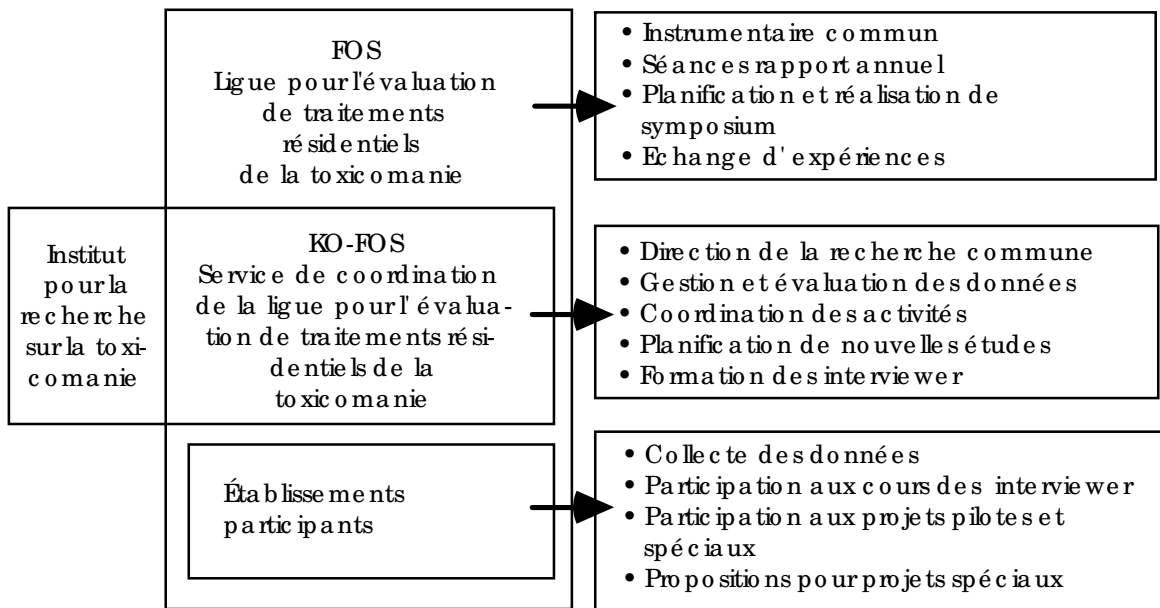 FOS
Ligue pour l'évaluation
de traitements
résidentiels
de la toxicomanie
• Instrumentaire commun
• Séances rapport annuel
• Planification et réalisation de
symposium
• Echange d'expériences
Institut
pour la
recherche
sur la toxi-
comanie
KO-FOS
Service de coordination
de la ligue pour l'évalua-
tion de traitements rési-
dentiels de la
toxicomanie
• Direction de la recherche commune
• Gestion et évaluation des données
• Coordination des activités
• Planification de nouvelles études
• Formation des interviewer
Établissements
participants
• Collecte des données
• Participation aux cours des interviewer
• Participation aux projets pilotes et
spéciaux
• Propositions pour projets spéciaux